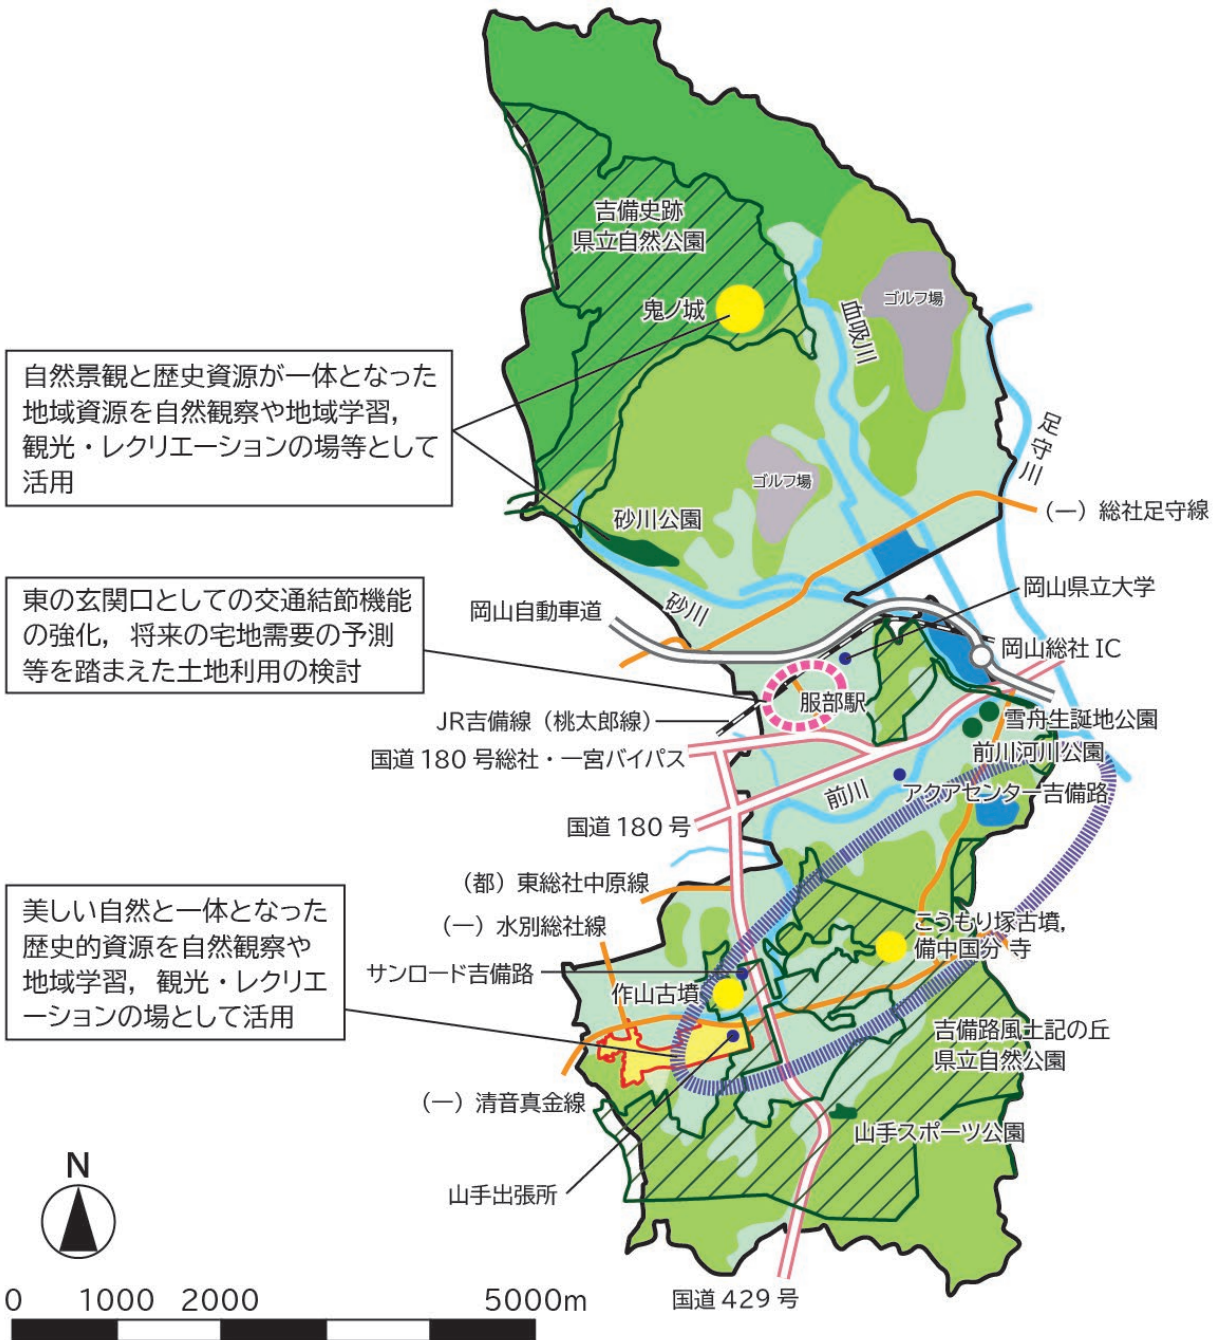 吉備史跡
県立自然公園
鬼ノ城
ゴルフ場
血吸川
自然景観と歴史資源が一体となった
地域資源を自然観察や地域学習，
観光・レクリエーションの場等として
活用
足守川
ゴルフ場
砂川公園
（一）総社足守線
東の玄関口としての交通結節機能
の強化，将来の宅地需要の予測
等を踏まえた土地利用の検討
岡山自動車道
砂川
岡山県立大学
岡山総社 IC
服部駅
JR吉備線（桃太郎線）
雪舟生誕地公園
国道 180 号総社・一宮バイパス
前川河川公園
前川
アクアセンター吉備路
国道 180 号
（都）東総社中原線
美しい自然と一体となった
歴史的資源を自然観察や
地域学習，観光・レクリエ
ーションの場として活用
（一）水別総社線
こうもり塚古墳，
備中国分 寺
サンロード吉備路
作山古墳
吉備路風土記の丘
県立自然公園
（一）清音真金線
山手スポーツ公園
山手出張所
N
国道 429 号
0 1000 2000 5000m